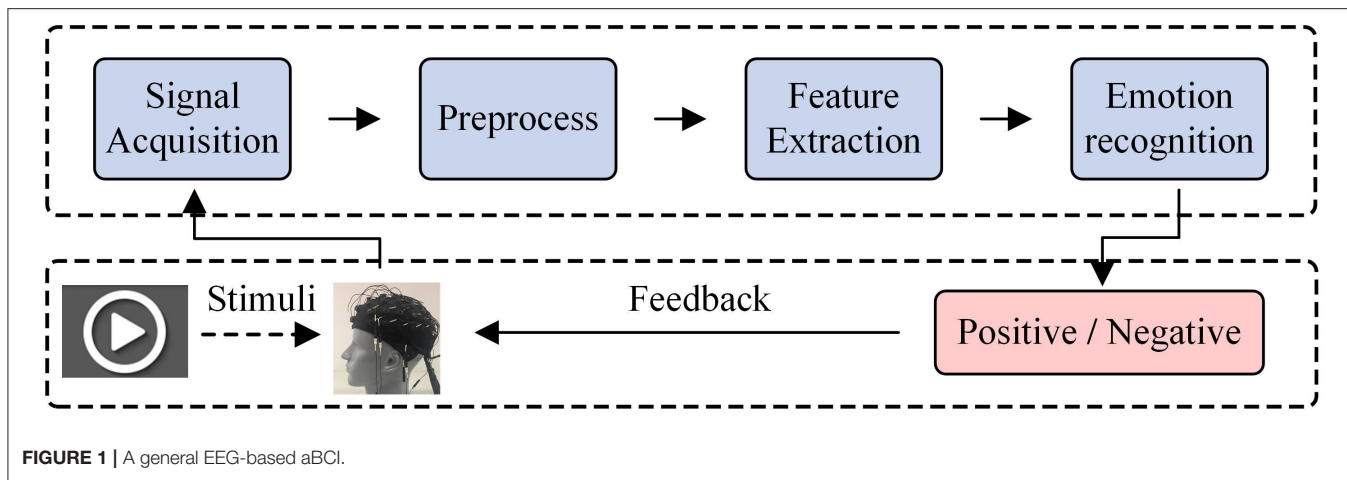 Signal
Acquisition
Preprocess
Feature
Extraction
Emotion
recognition
Stimuli
Feedback
Positive / Negative
FIGURE 1 | A general EEG-based aBCI.